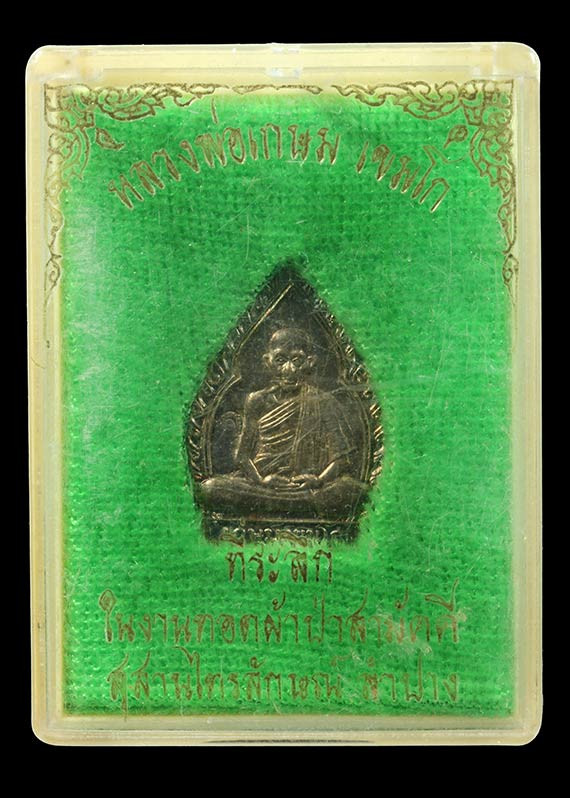 หลวงพ่อเกษม เขมโก
ที่ระลึก
ในงานทอดผ้าป่าสามัคคี
สุสานไตรลักษณ์ ลำปาง